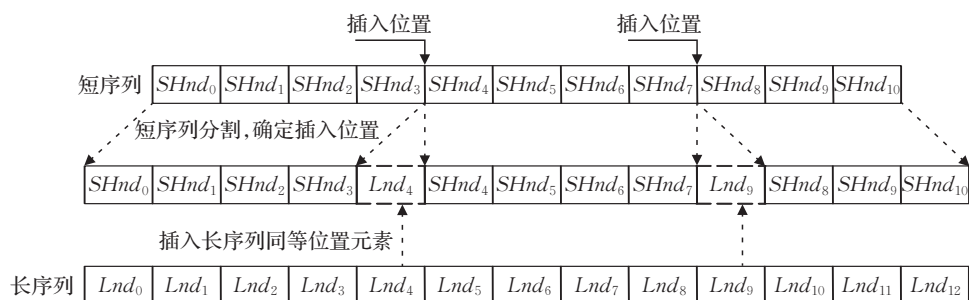 插入位置 插入位置
短序列 SHnd₀ SHnd₁ SHnd₂ SHnd₃ SHnd₄ SHnd₅ SHnd₆ SHnd₇ SHnd₈ SHnd₉ SHnd₁₀
短序列分割,确定插入位置
SHnd₀ SHnd₁ SHnd₂ SHnd₃ Lnd₄ SHnd₄ SHnd₅ SHnd₆ SHnd₇ Lnd₉ SHnd₈ SHnd₉ SHnd₁₀
插入长序列同等位置元素
长序列 Lnd₀ Lnd₁ Lnd₂ Lnd₃ Lnd₄ Lnd₅ Lnd₆ Lnd₇ Lnd₈ Lnd₉ Lnd₁₀ Lnd₁₁ Lnd₁₂